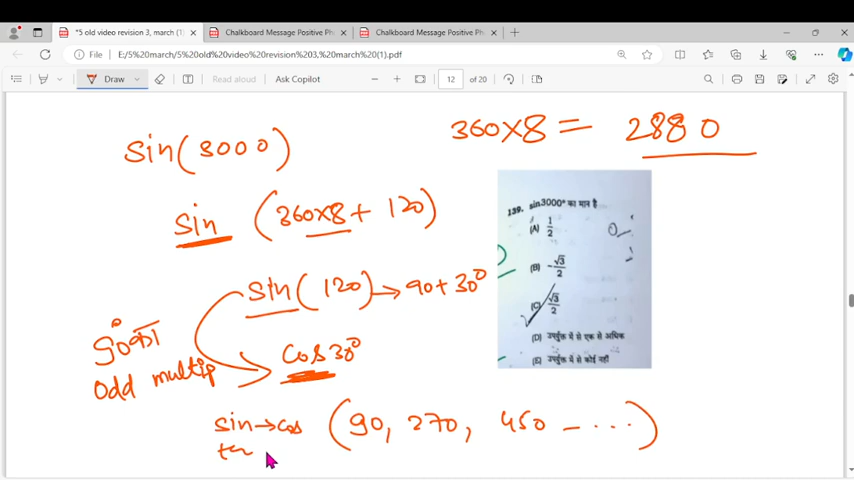 *5 old video revision 3, march (1)
Chalkboard Message Positive Ph
Chalkboard Message Positive Ph
File
E:/5%20march/5%20old%20video%20revision%203,%20march%20(1).pdf
Draw
Read aloud
Ask Copilot
12
of 20
sin(3000)
360×8 = 2880
sin (360×8 + 120)
sin(120) → 90+30°
90° का
odd multip
cos30°
sin→cos (90, 270, 450 - ....)
139. sin3000° का मान है
(A) 1/2
(B) -√3/2
(C) √3/2
(D) उपर्युक्त में से एक से अधिक
(E) उपर्युक्त में से कोई नहीं